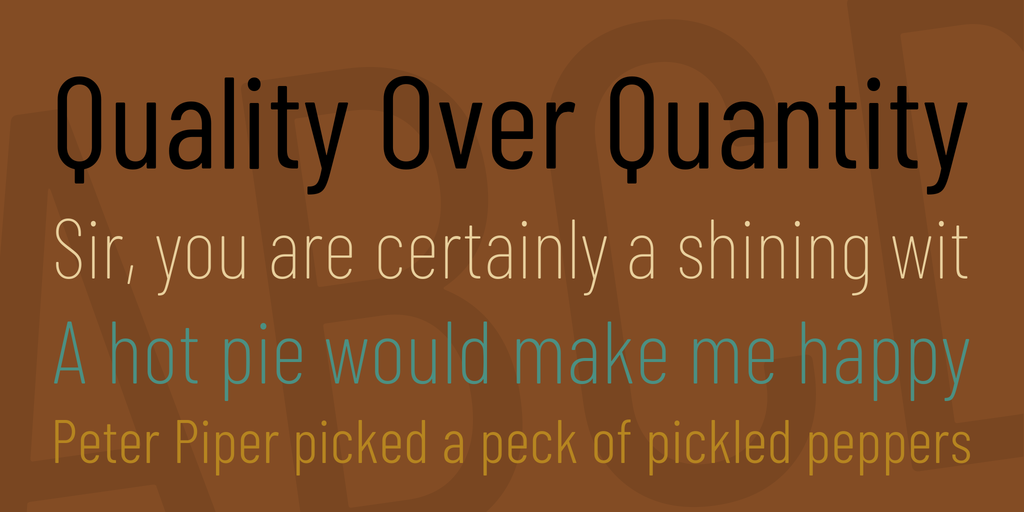 Quality Over Quantity
Sir, you are certainly a shining wit
A hot pie would make me happy
Peter Piper picked a peck of pickled peppers
ABCD